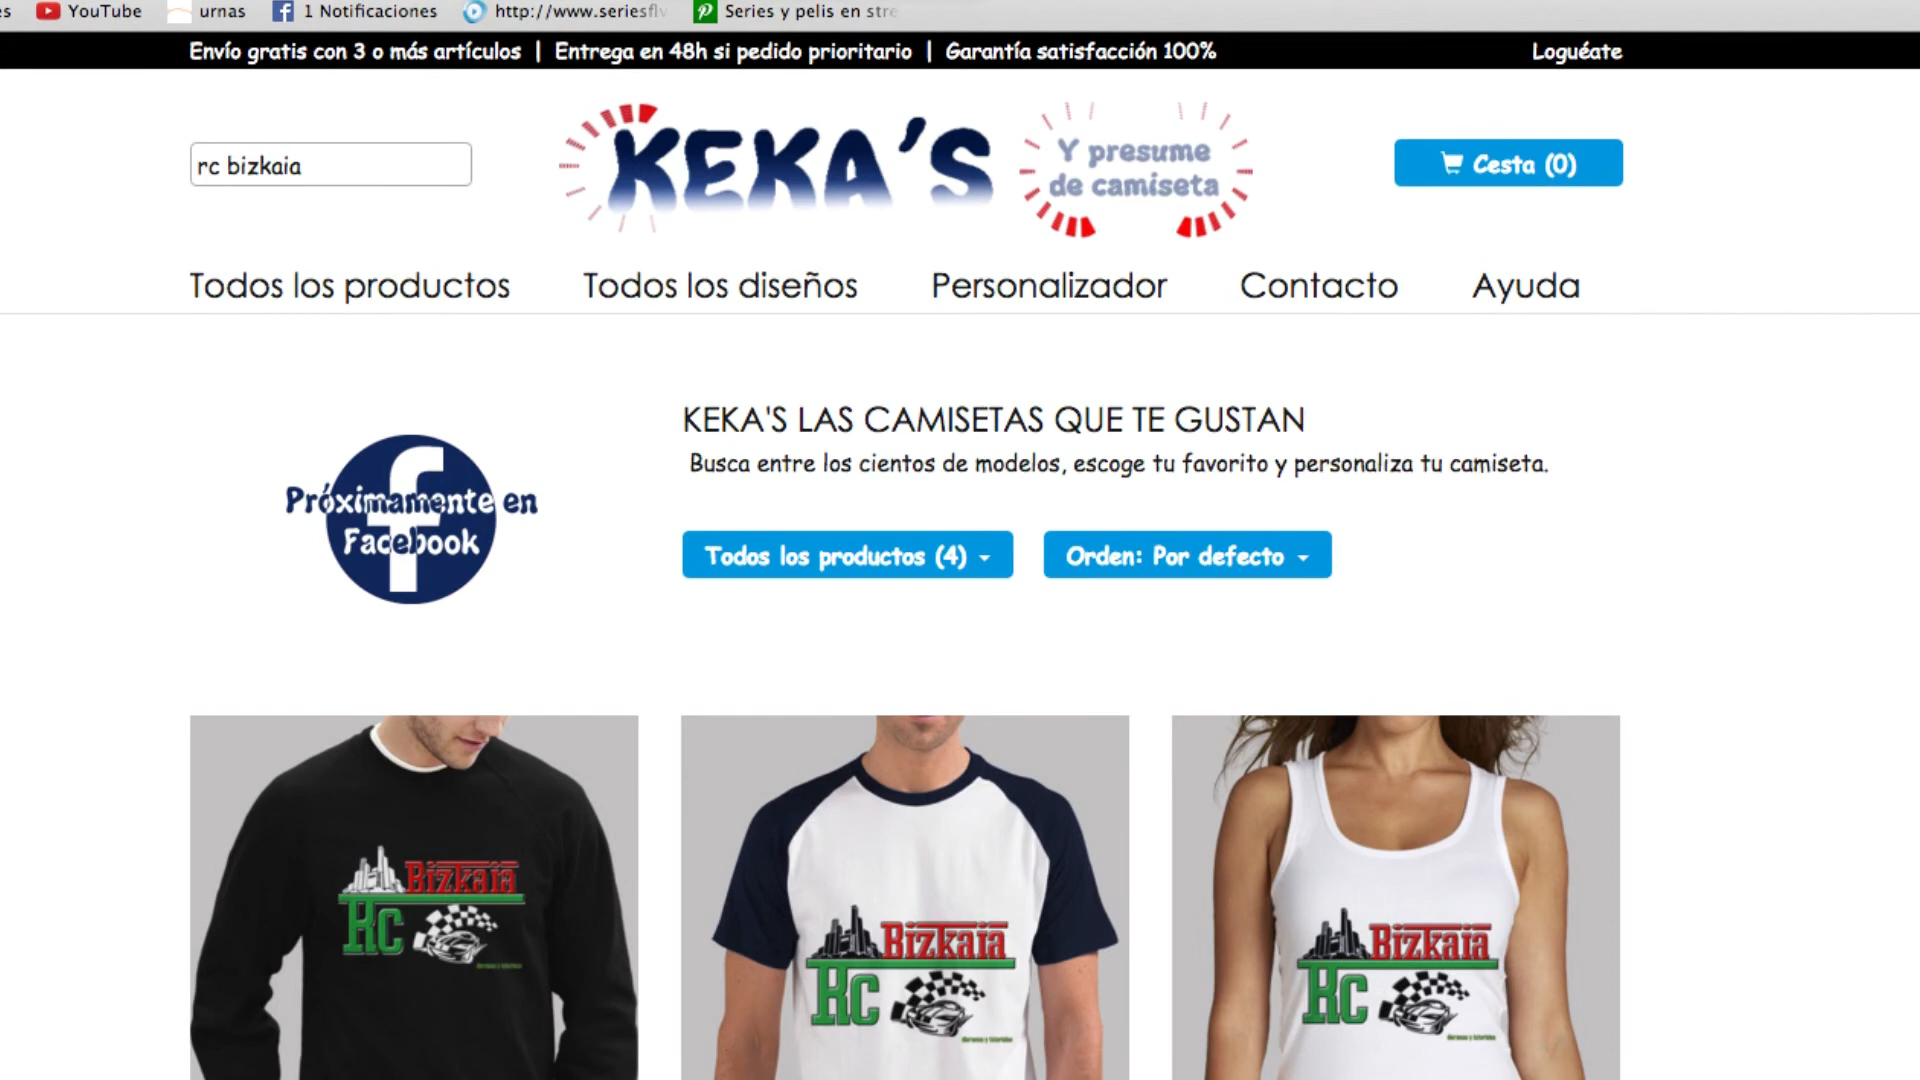 YouTube urnas 1 Notificaciones http://www.seriesflv Series y pelis en stre
Envío gratis con 3 o más artículos | Entrega en 48h si pedido prioritario | Garantía satisfacción 100% Loguéate
rc bizkaia
KEKA'S
Y presume
de camiseta
Cesta (0)
Todos los productos Todos los diseños Personalizador Contacto Ayuda
Próximamente en
Facebook
KEKA'S LAS CAMISETAS QUE TE GUSTAN
Busca entre los cientos de modelos, escoge tu favorito y personaliza tu camiseta.
Todos los productos (4) Orden: Por defecto
Bizkaia
RC
Bizkaia
RC
Bizkaia
RC